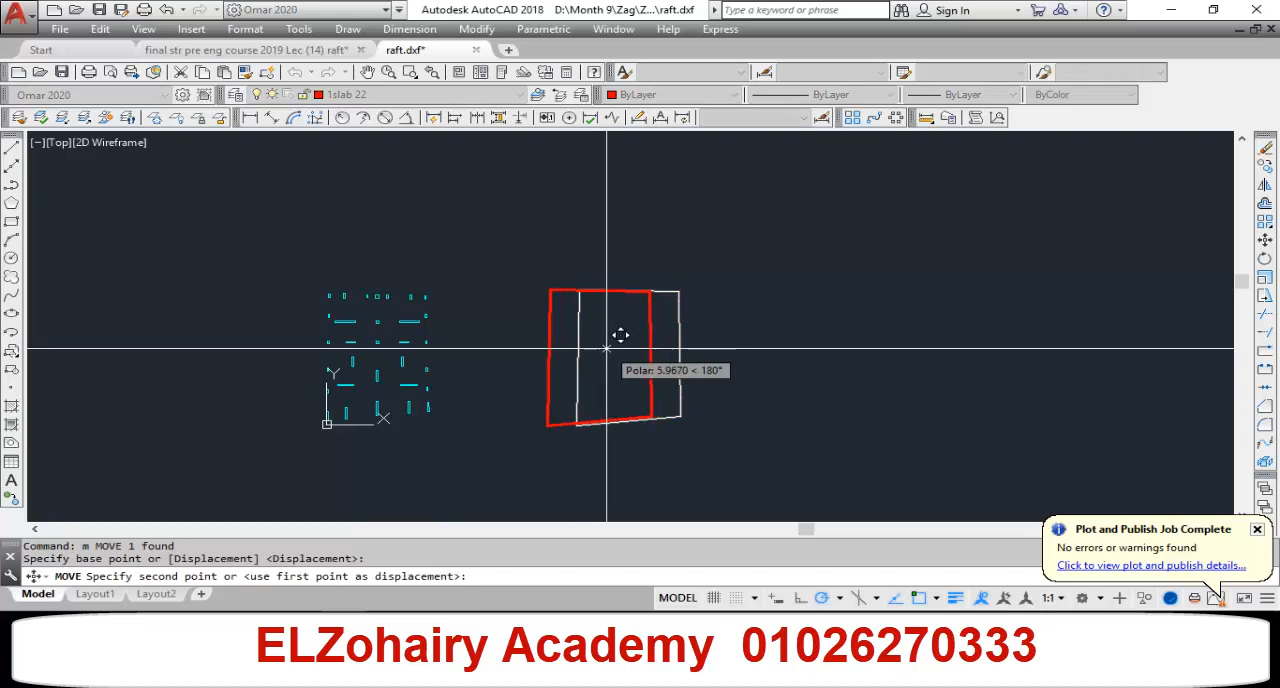 Autodesk AutoCAD 2018 D:\Month 9\Zag\Z...\raft.dxf
Type a keyword or phrase
Sign In
Omar 2020
File Edit View Insert Format Tools Draw Dimension Modify Parametric Window Help Express
Start
final str pre eng course 2019 Lec (14) raft*
raft.dxf*
Omar 2020
1slab 22
ByLayer
ByLayer
ByLayer
ByColor
[−][Top][2D Wireframe]
Polar: 5.9670 < 180°
Y
X
Plot and Publish Job Complete
No errors or warnings found
Click to view plot and publish details...
Command: m MOVE 1 found
Specify base point or [Displacement] <Displacement>:
MOVE Specify second point or <use first point as displacement>:
Model Layout1 Layout2
MODEL
1:1
ELZohairy Academy 01026270333